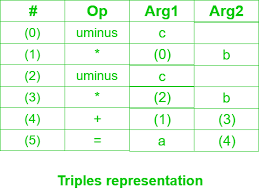 # Op Arg1 Arg2
(0) uminus c
(1) * (0) b
(2) uminus c
(3) * (2) b
(4) + (1) (3)
(5) = a (4)
Triples representation